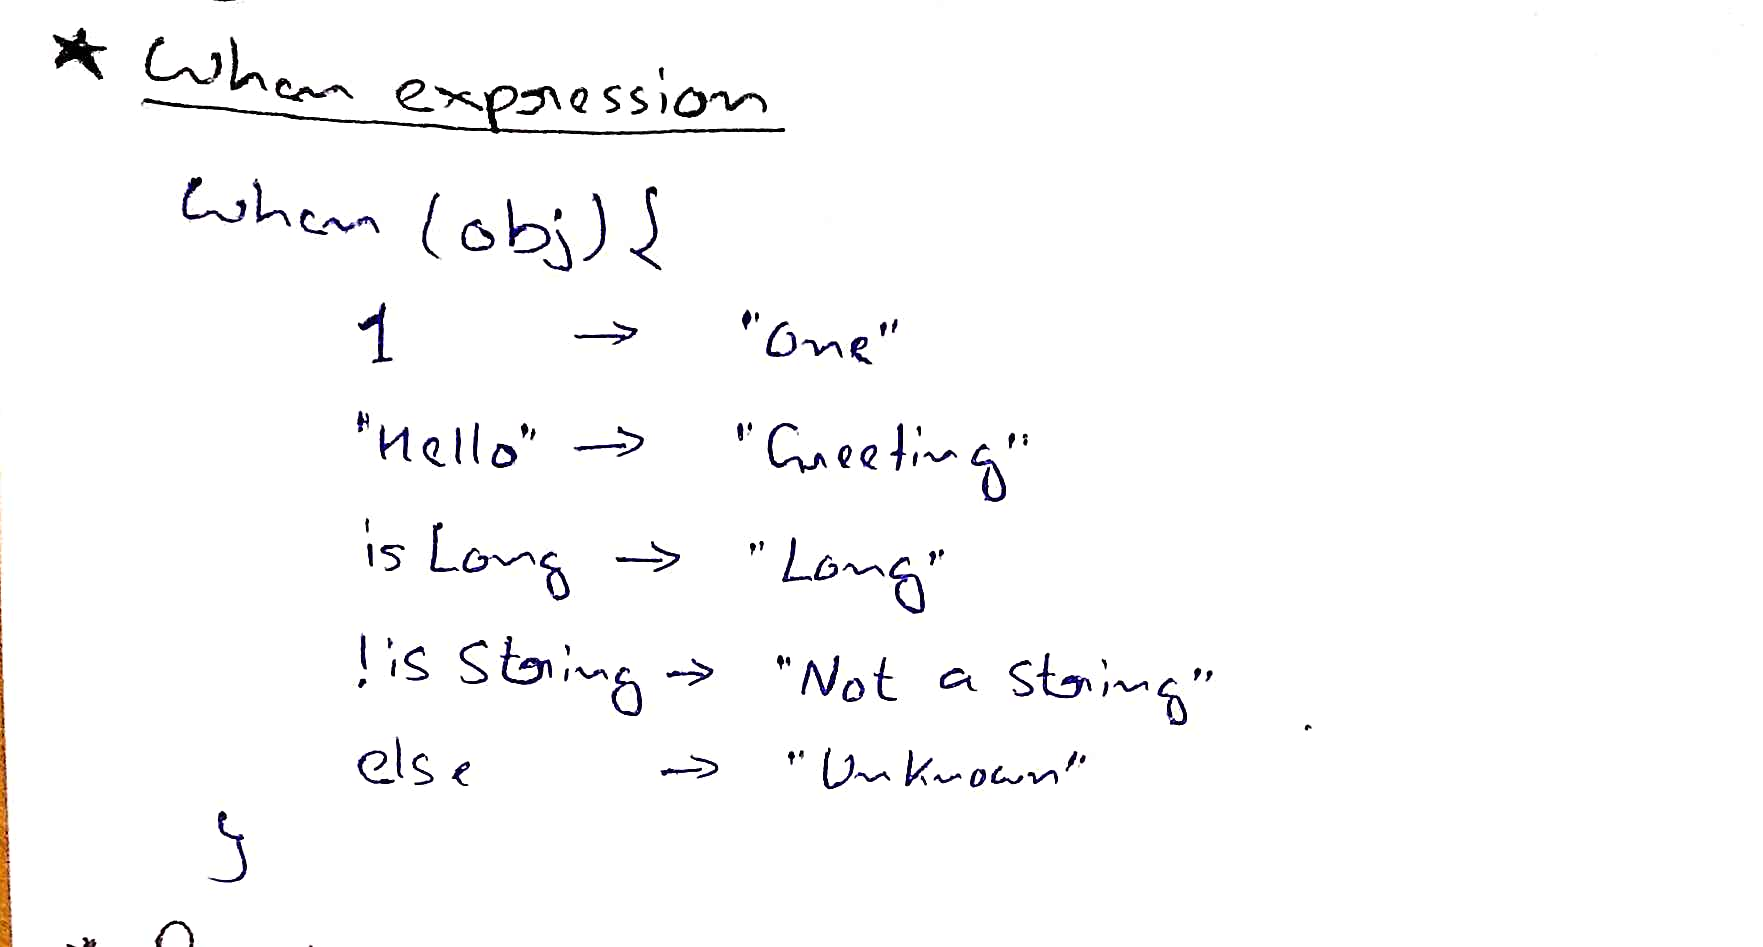 ★ When expression
when (obj) {
1 → "One"
"Hello" → "Greeting"
is Long → "Long"
!is String → "Not a string"
else → "Unknown"
}